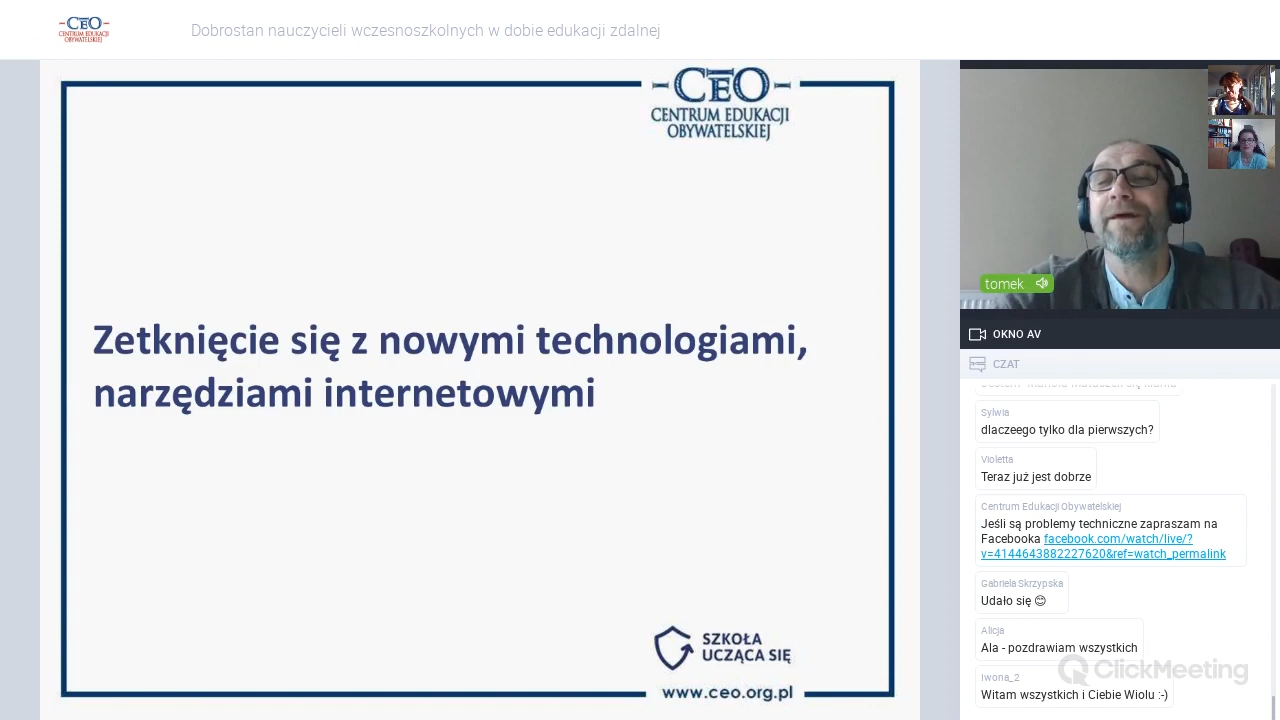 CEO
CENTRUM EDUKACJI
OBYWATELSKIEJ
Dobrostan nauczycieli wczesnoszkolnych w dobie edukacji zdalnej
CEO
CENTRUM EDUKACJI
OBYWATELSKIEJ
Zetknięcie się z nowymi technologiami,
narzędziami internetowymi
SZKOŁA
UCZĄCA SIĘ
www.ceo.org.pl
tomek
OKNO AV
CZAT
Sylwia
dlaczeego tylko dla pierwszych?
Violetta
Teraz już jest dobrze
Centrum Edukacji Obywatelskiej
Jeśli są problemy techniczne zapraszam na
Facebooka facebook.com/watch/live/?
v=4144643882227620&ref=watch_permalink
Gabriela Skrzypska
Udało się 😊
Alicja
Ala - pozdrawiam wszystkich
ClickMeeting
iwona_2
Witam wszystkich i Ciebie Wiolu :-)